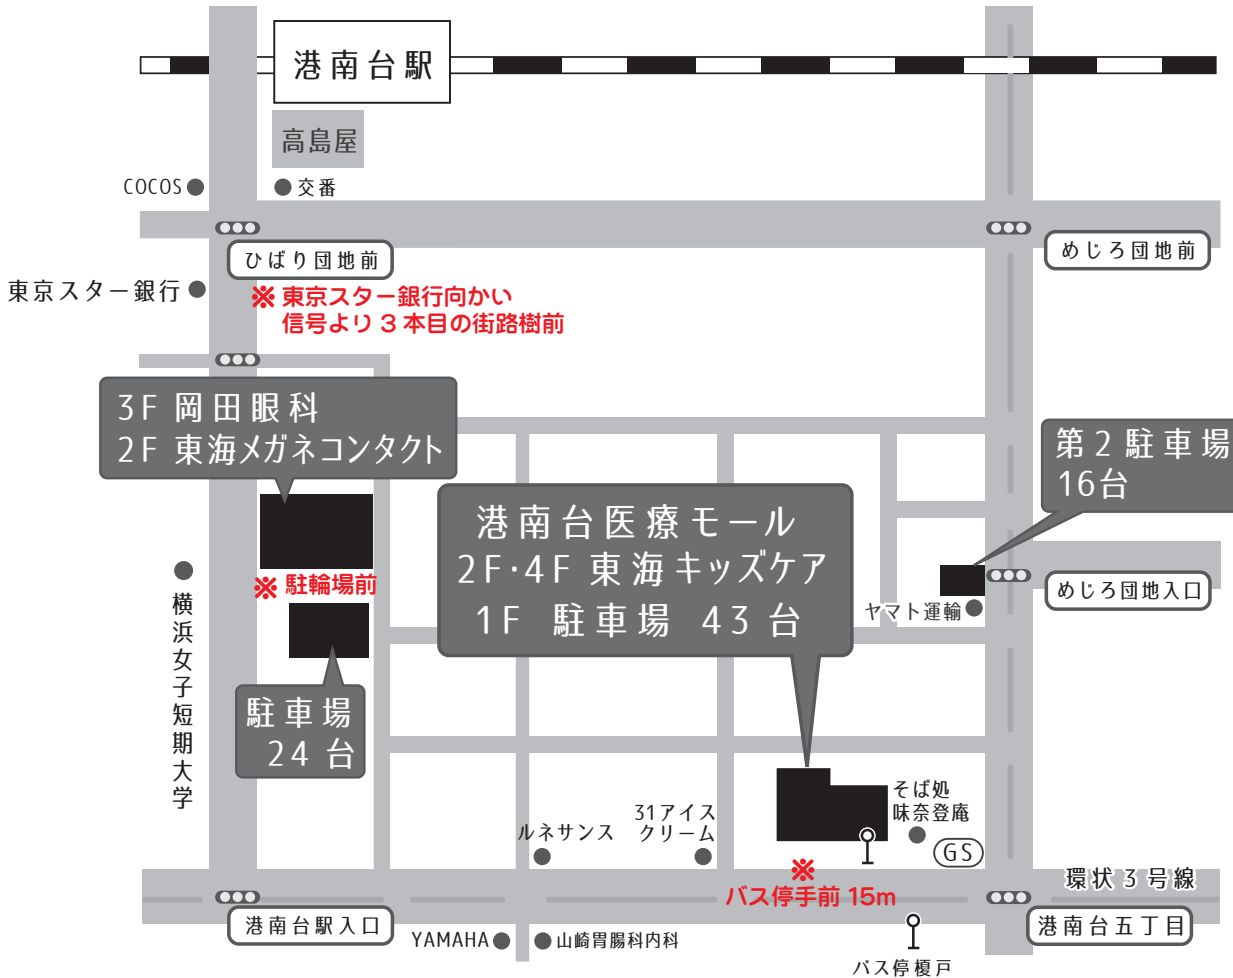 港南台駅
高島屋
COCOS
交番
ひばり団地前
めじろ団地前
東京スター銀行
※ 東京スター銀行向かい
信号より3本目の街路樹前
3F 岡田眼科
2F 東海メガネコンタクト
第2駐車場
16台
港南台医療モール
2F・4F 東海キッズケア
1F 駐車場 43台
※ 駐輪場前
めじろ団地入口
ヤマト運輸
横浜女子短期大学
駐車場
24台
そば処
味奈登庵
31アイス
クリーム
ルネサンス
GS
※
バス停手前15m
環状3号線
港南台駅入口
港南台五丁目
YAMAHA
山崎胃腸科内科
バス停榎戸